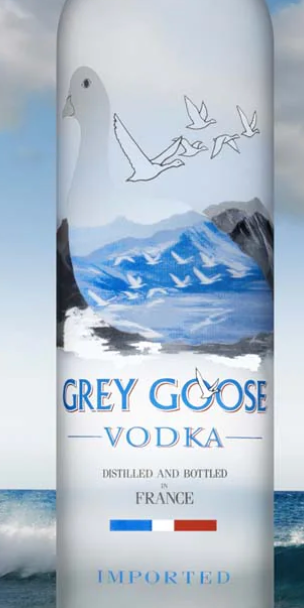 GREY GOOSE
VODKA
DISTILLED AND BOTTLED
IN
FRANCE
IMPORTED